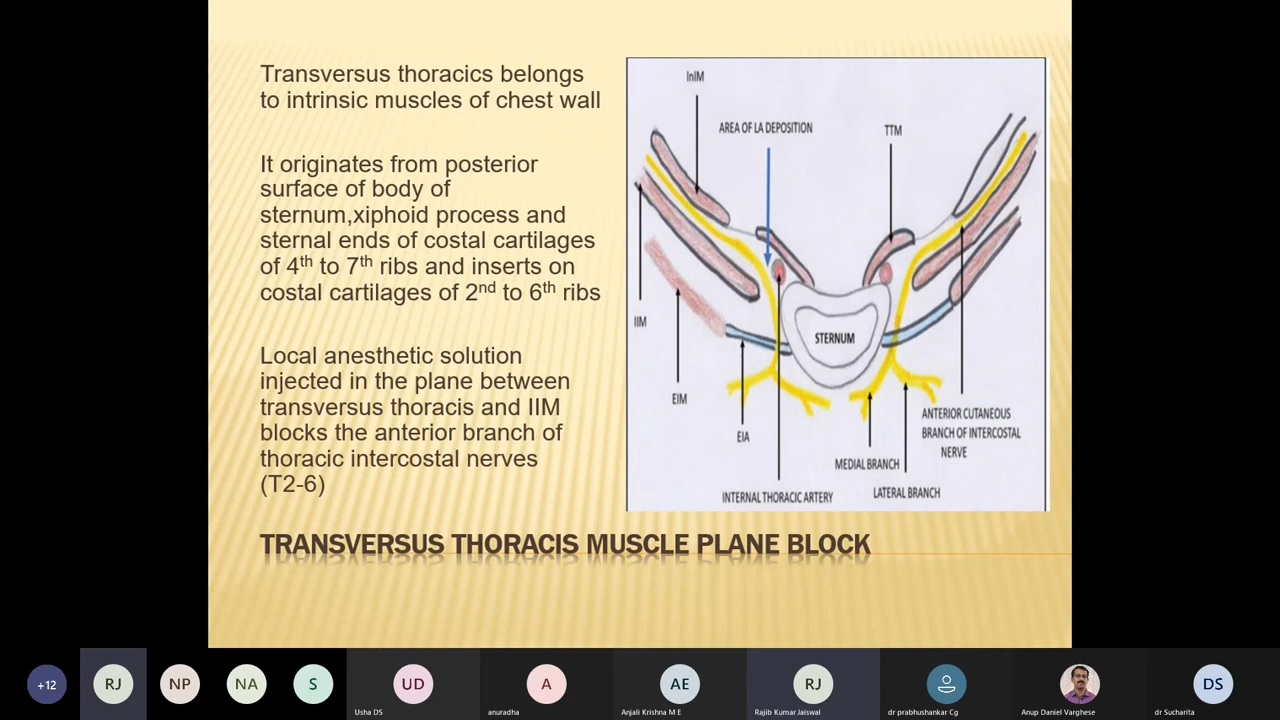 Transversus thoracics belongs
to intrinsic muscles of chest wall
It originates from posterior
surface of body of
sternum,xiphoid process and
sternal ends of costal cartilages
of 4th to 7th ribs and inserts on
costal cartilages of 2nd to 6th ribs
Local anesthetic solution
injected in the plane between
transversus thoracis and IIM
blocks the anterior branch of
thoracic intercostal nerves
(T2-6)
InIM
AREA OF LA DEPOSITION
TTM
IIM
STERNUM
EIM
EIA
ANTERIOR CUTANEOUS
BRANCH OF INTERCOSTAL
NERVE
MEDIAL BRANCH
LATERAL BRANCH
INTERNAL THORACIC ARTERY
TRANSVERSUS THORACIS MUSCLE PLANE BLOCK
+12
RJ
NP
NA
S
UD
Usha DS
A
anuradha
AE
Anjali Krishna M E
RJ
Rajib Kumar Jaiswal
dr prabhushankar Cg
Anup Daniel Varghese
DS
dr Sucharita